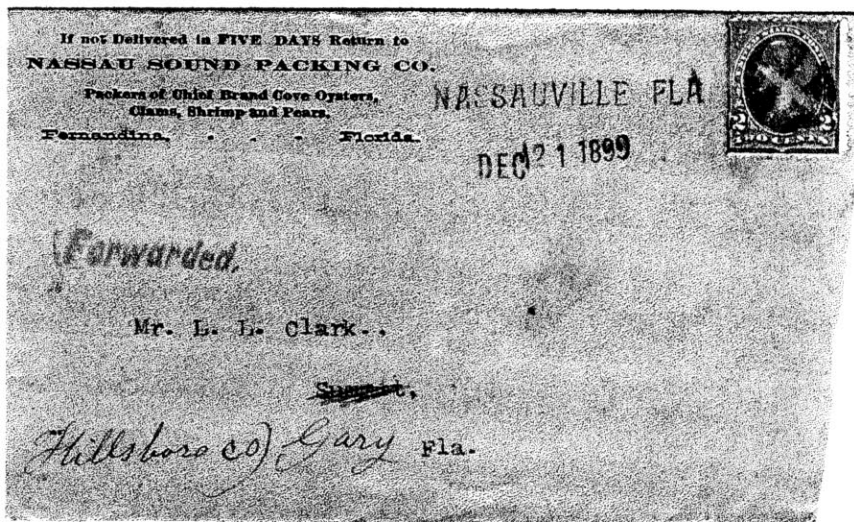 If not Delivered in FIVE DAYS Return to
NASSAU SOUND PACKING CO.
Packers of Chief Brand Cove Oysters,
Clams, Shrimp and Pears.
Fernandina, - - - Florida.
NASSAUVILLE FLA
DEC 21 1899
Forwarded.
Mr. L. L. Clark..
Summit,
Hillsboro co) Gary Fla.